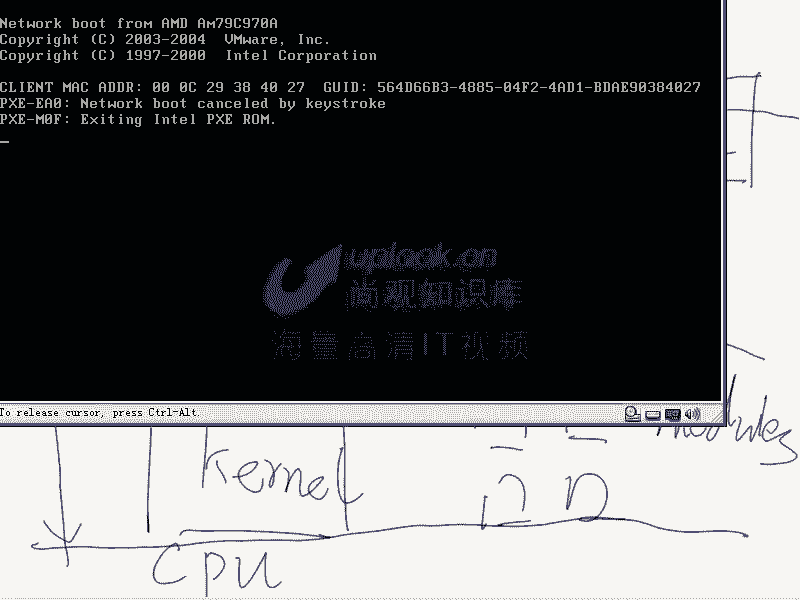 Network boot from AMD Am79C970A
Copyright (C) 2003-2004  VMware, Inc.
Copyright (C) 1997-2000  Intel Corporation
CLIENT MAC ADDR: 00 0C 29 38 40 27  GUID: 564D66B3-4885-04F2-4AD1-BDAE90384027
PXE-EA0: Network boot canceled by keystroke
PXE-M0F: Exiting Intel PXE ROM.
uplook.cn
尚观知识库
海量高清IT视频
To release cursor, press Ctrl-Alt.
modules
kernel
CPU